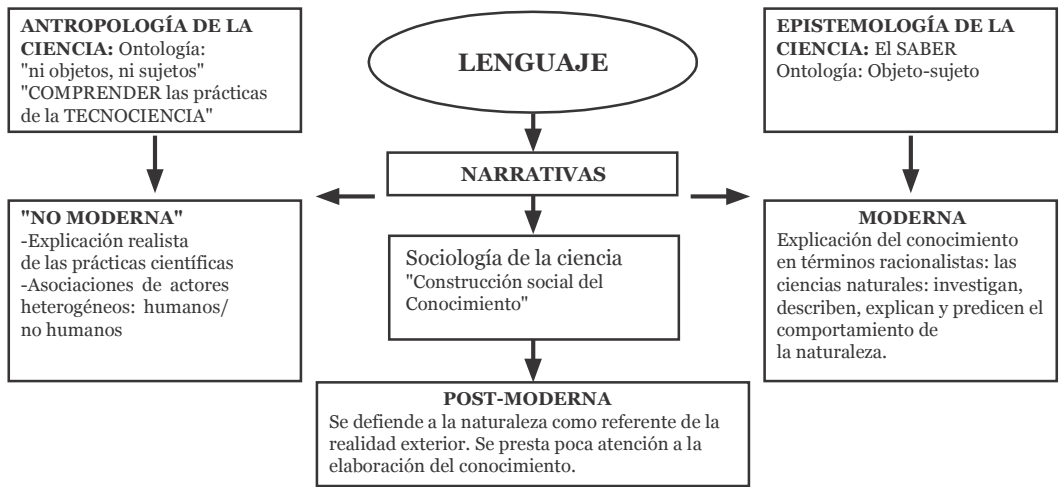 ANTROPOLOGÍA DE LA
CIENCIA: Ontología:
"ni objetos, ni sujetos"
"COMPRENDER las prácticas
de la TECNOCIENCIA"
LENGUAJE
EPISTEMOLOGÍA DE LA
CIENCIA: El SABER
Ontología: Objeto-sujeto
NARRATIVAS
"NO MODERNA"
-Explicación realista
de las prácticas científicas
-Asociaciones de actores
heterogéneos: humanos/
no humanos
Sociología de la ciencia
"Construcción social del
Conocimiento"
MODERNA
Explicación del conocimiento
en términos racionalistas: las
ciencias naturales: investigan,
describen, explican y predicen el
comportamiento de
la naturaleza.
POST-MODERNA
Se defiende a la naturaleza como referente de la
realidad exterior. Se presta poca atención a la
elaboración del conocimiento.